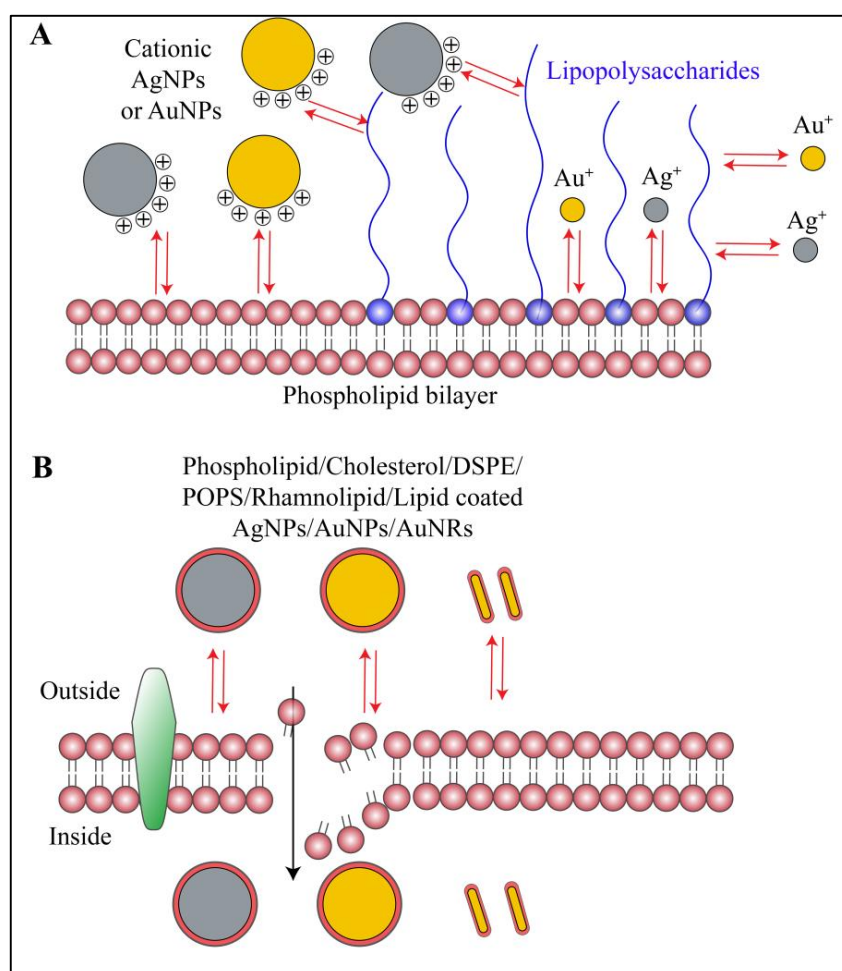 A
Cationic
AgNPs
or AuNPs
Lipopolysaccharides
Au⁺
Au⁺
Ag⁺
Ag⁺
Phospholipid bilayer
B
Phospholipid/Cholesterol/DSPE/
POPS/Rhamnolipid/Lipid coated
AgNPs/AuNPs/AuNRs
Outside
Inside